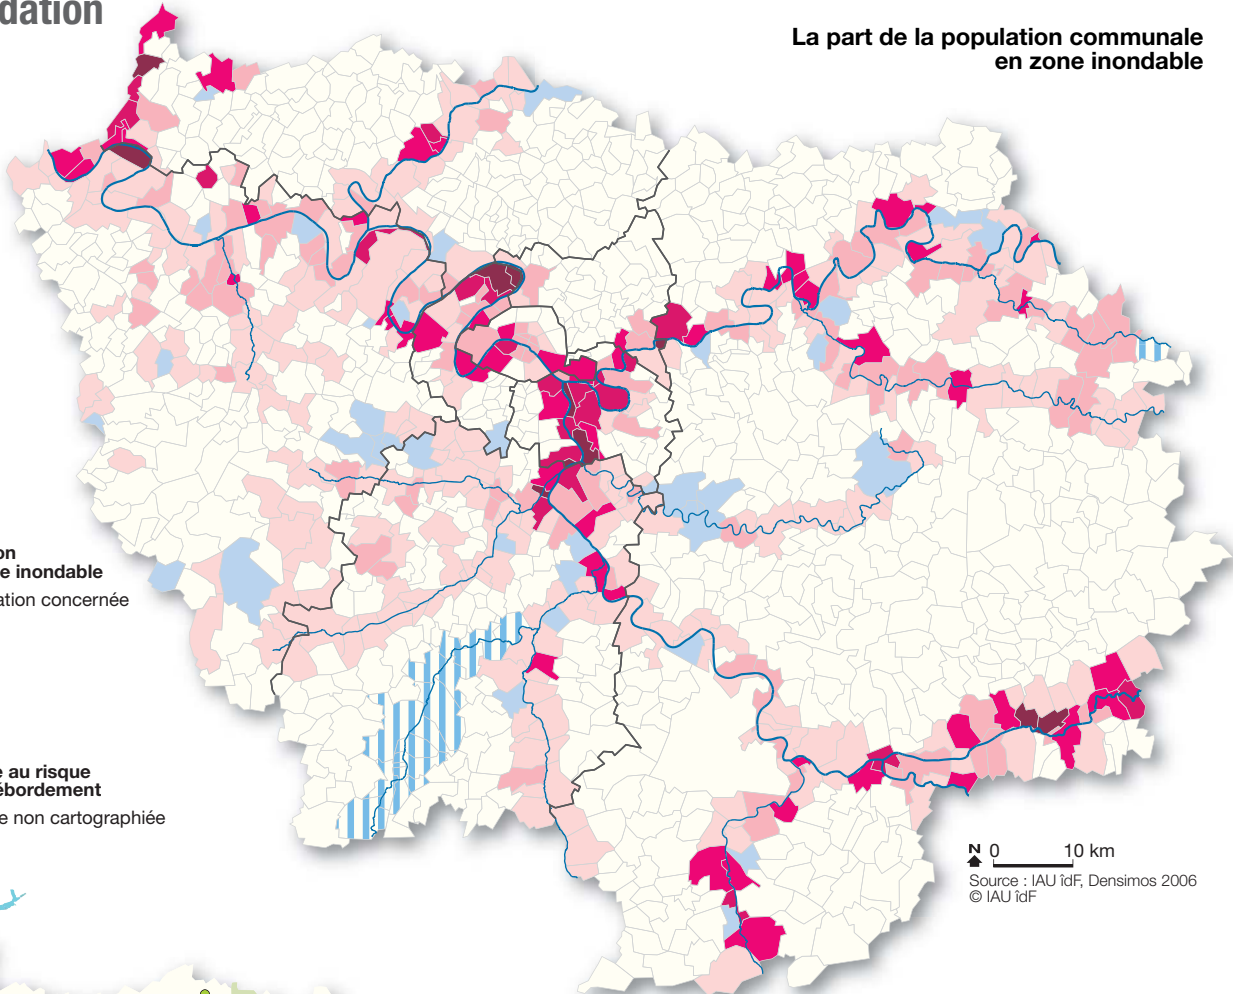 dation
La part de la population communale
en zone inondable
on
e inondable
ation concernée
e au risque
ébordement
e non cartographiée
N 0 10 km
Source : IAU îdF, Densimos 2006
© IAU îdF